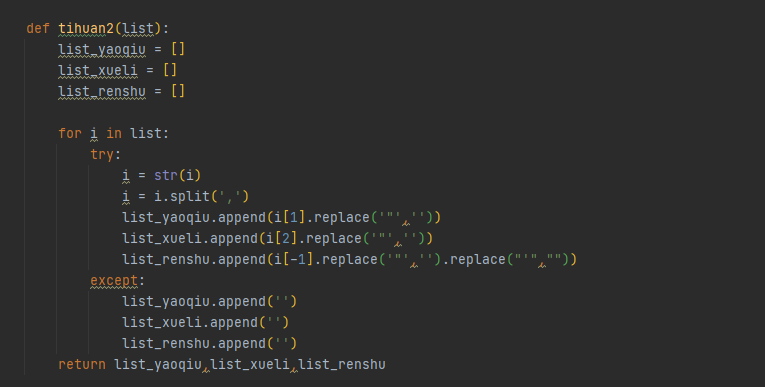 def tihuan2(list):
    list_yaoqiu = []
    list_xueli = []
    list_renshu = []

    for i in list:
        try:
            i = str(i)
            i = i.split(',')
            list_yaoqiu.append(i[1].replace('"',''))
            list_xueli.append(i[2].replace('"',''))
            list_renshu.append(i[-1].replace('"','').replace("'",""))
        except:
            list_yaoqiu.append('')
            list_xueli.append('')
            list_renshu.append('')
    return list_yaoqiu,list_xueli,list_renshu